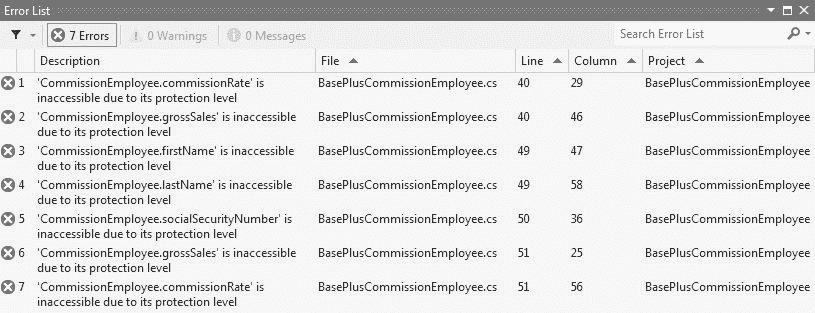 Error List
7 Errors
0 Warnings
0 Messages
Search Error List
Description File Line Column Project
1 'CommissionEmployee.commissionRate' is BasePlusCommissionEmployee.cs 40 29 BasePlusCommissionEmployee
inaccessible due to its protection level
2 'CommissionEmployee.grossSales' is inaccessible BasePlusCommissionEmployee.cs 40 46 BasePlusCommissionEmployee
due to its protection level
3 'CommissionEmployee.firstName' is inaccessible BasePlusCommissionEmployee.cs 49 47 BasePlusCommissionEmployee
due to its protection level
4 'CommissionEmployee.lastName' is inaccessible BasePlusCommissionEmployee.cs 49 58 BasePlusCommissionEmployee
due to its protection level
5 'CommissionEmployee.socialSecurityNumber' is BasePlusCommissionEmployee.cs 50 36 BasePlusCommissionEmployee
inaccessible due to its protection level
6 'CommissionEmployee.grossSales' is inaccessible BasePlusCommissionEmployee.cs 51 25 BasePlusCommissionEmployee
due to its protection level
7 'CommissionEmployee.commissionRate' is BasePlusCommissionEmployee.cs 51 56 BasePlusCommissionEmployee
inaccessible due to its protection level